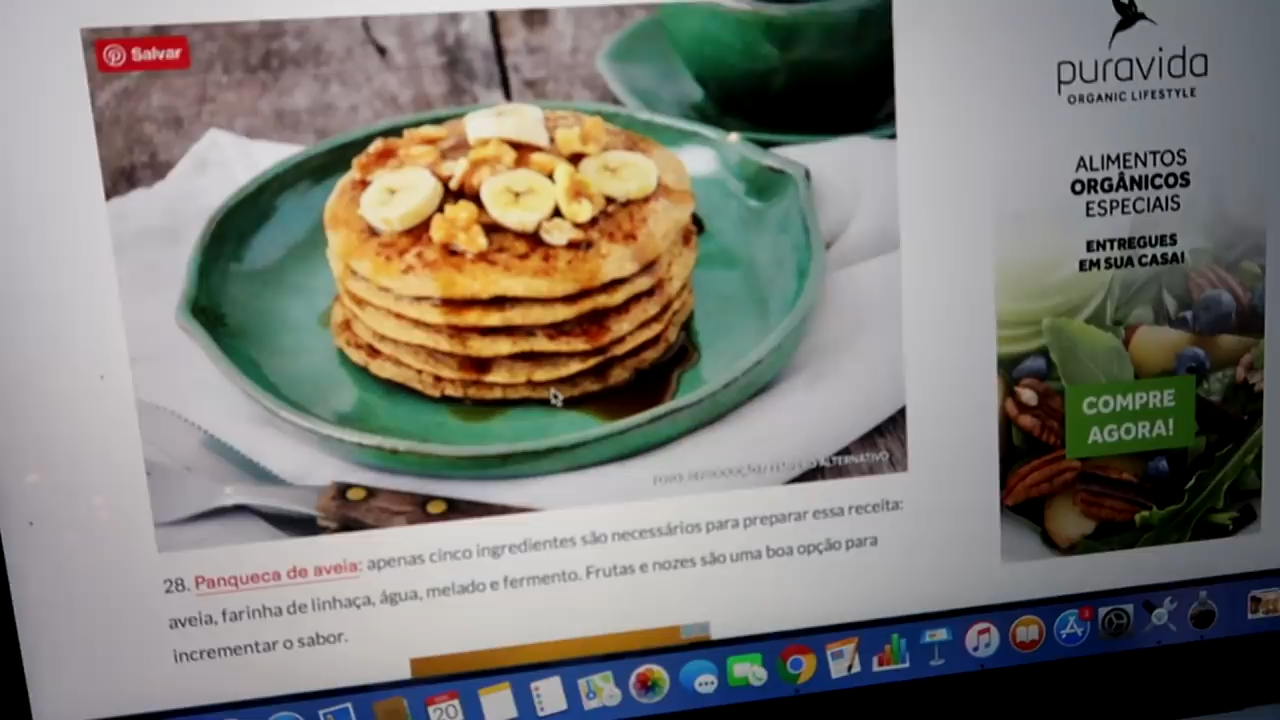 Salvar
puravida
ORGANIC LIFESTYLE
ALIMENTOS
ORGÂNICOS
ESPECIAIS
ENTREGUES
EM SUA CASA!
COMPRE
AGORA!
ALTERNATIVO
28. Panqueca de aveia: apenas cinco ingredientes são necessários para preparar essa receita:
aveia, farinha de linhaça, água, melado e fermento. Frutas e nozes são uma boa opção para
incrementar o sabor.
20